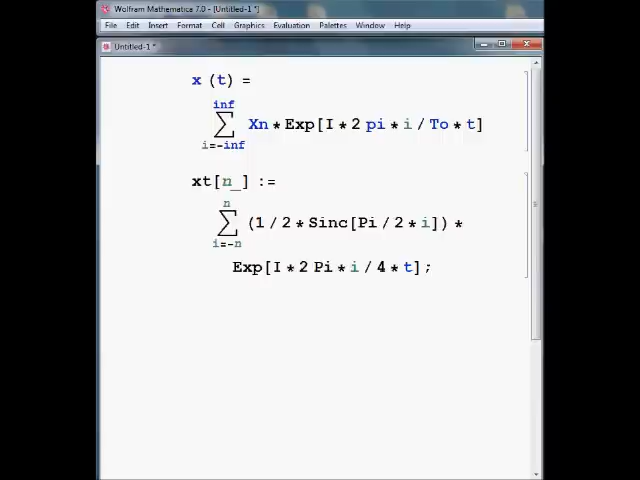 Wolfram Mathematica 7.0 - [Untitled-1 *]
File Edit Insert Format Cell Graphics Evaluation Palettes Window Help
Untitled-1 *
x (t) =
inf
∑ Xn * Exp[I * 2 pi * i / To * t]
i=-inf
xt[n_] :=
n
∑ (1 / 2 * Sinc[Pi / 2 * i]) *
i=-n
Exp[I * 2 Pi * i / 4 * t];